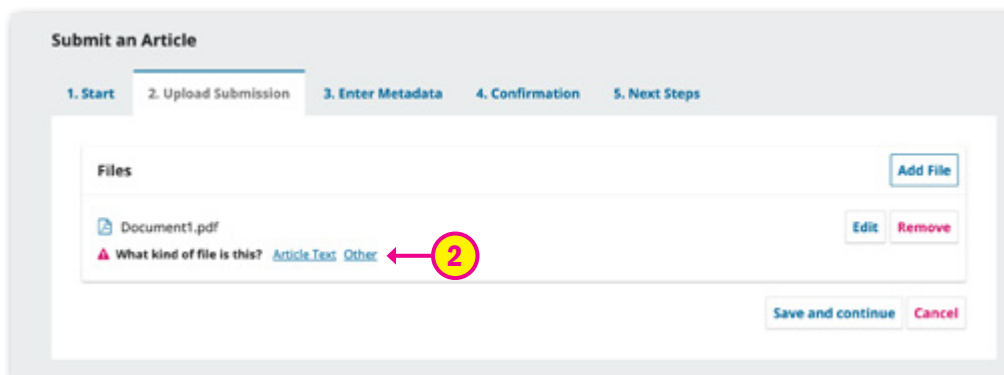 Submit an Article
1. Start 2. Upload Submission 3. Enter Metadata 4. Confirmation 5. Next Steps
Files Add File
Document1.pdf Edit Remove
What kind of file is this? Article Text Other 2
Save and continue Cancel